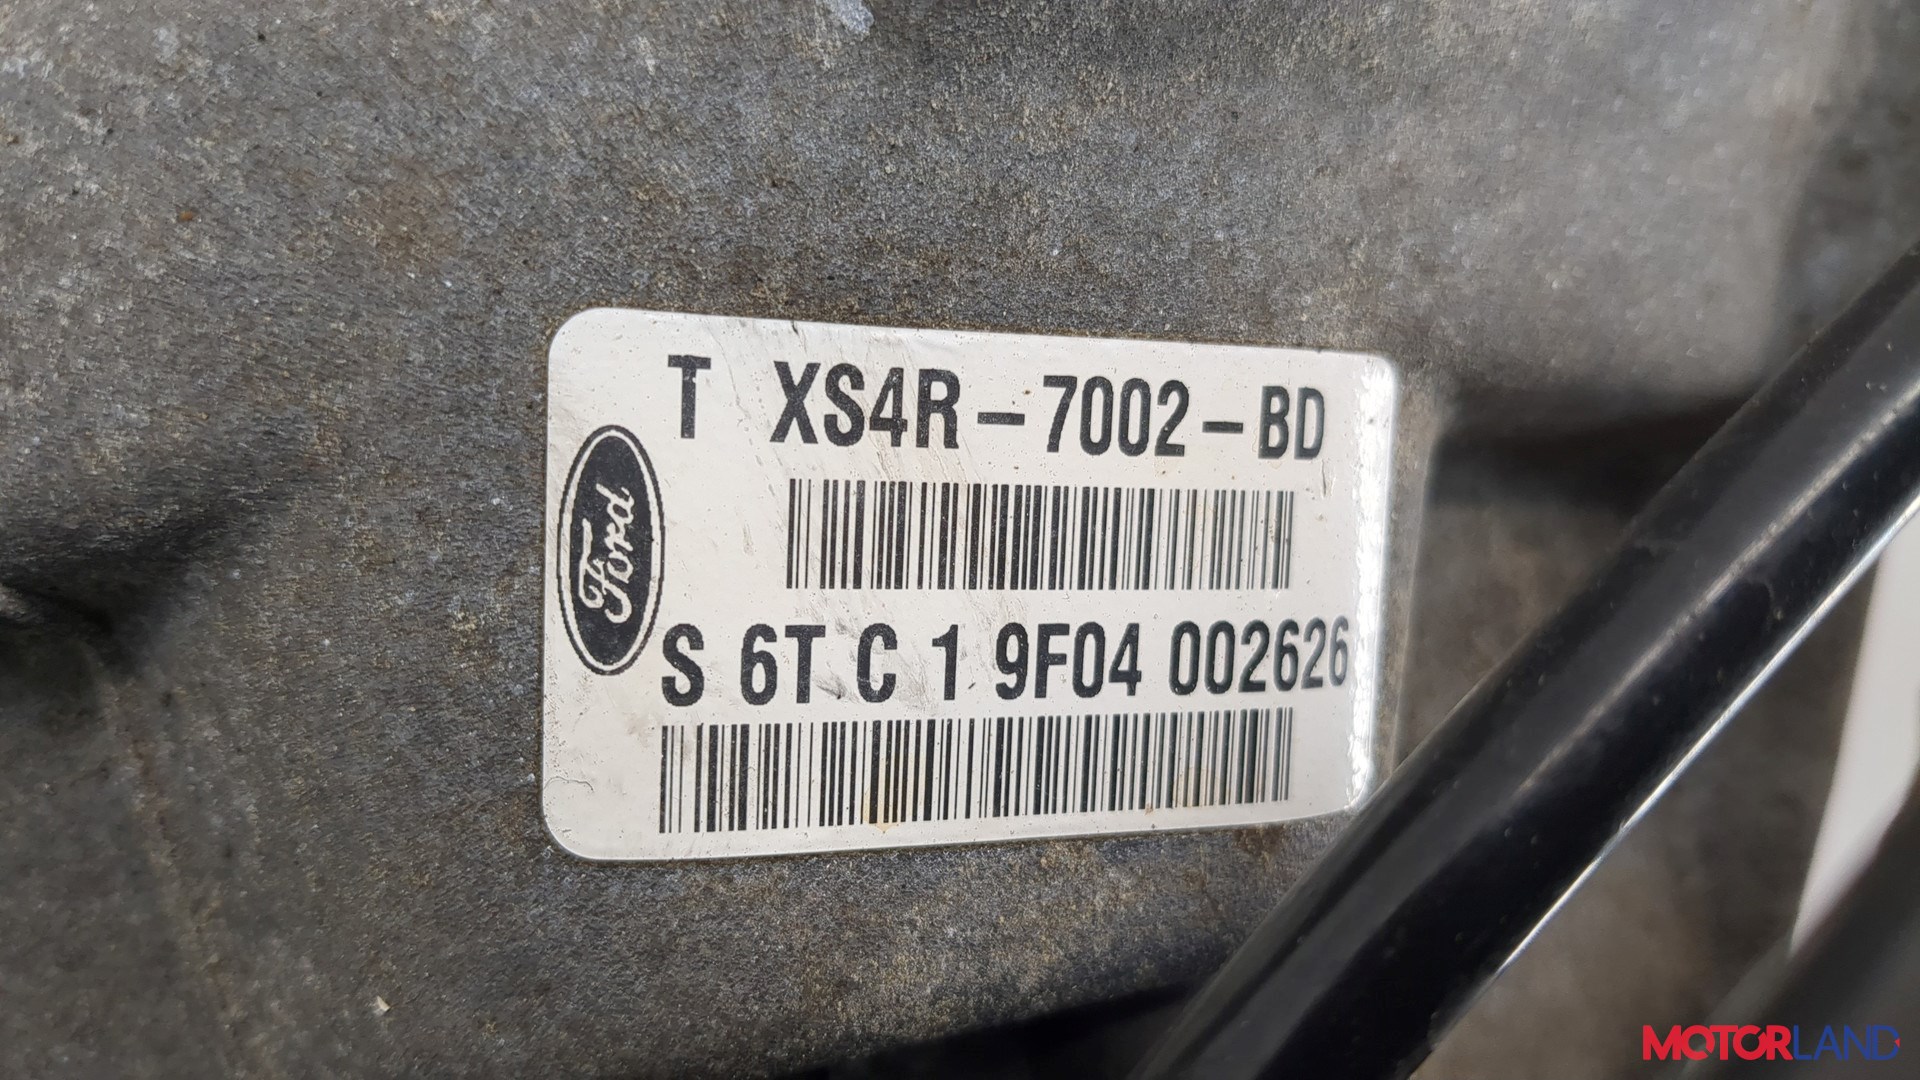 T XS4R-7002-BD
Ford
S 6T C 1 9F04 002626
MOTORLAND